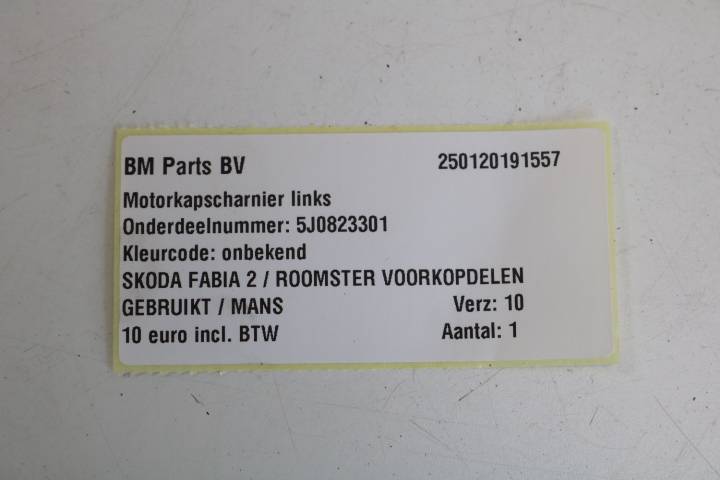 BM Parts BV 250120191557
Motorkapscharnier links
Onderdeelnummer: 5J0823301
Kleurcode: onbekend
SKODA FABIA 2 / ROOMSTER VOORKOPDELEN
GEBRUIKT / MANS Verz: 10
10 euro incl. BTW Aantal: 1